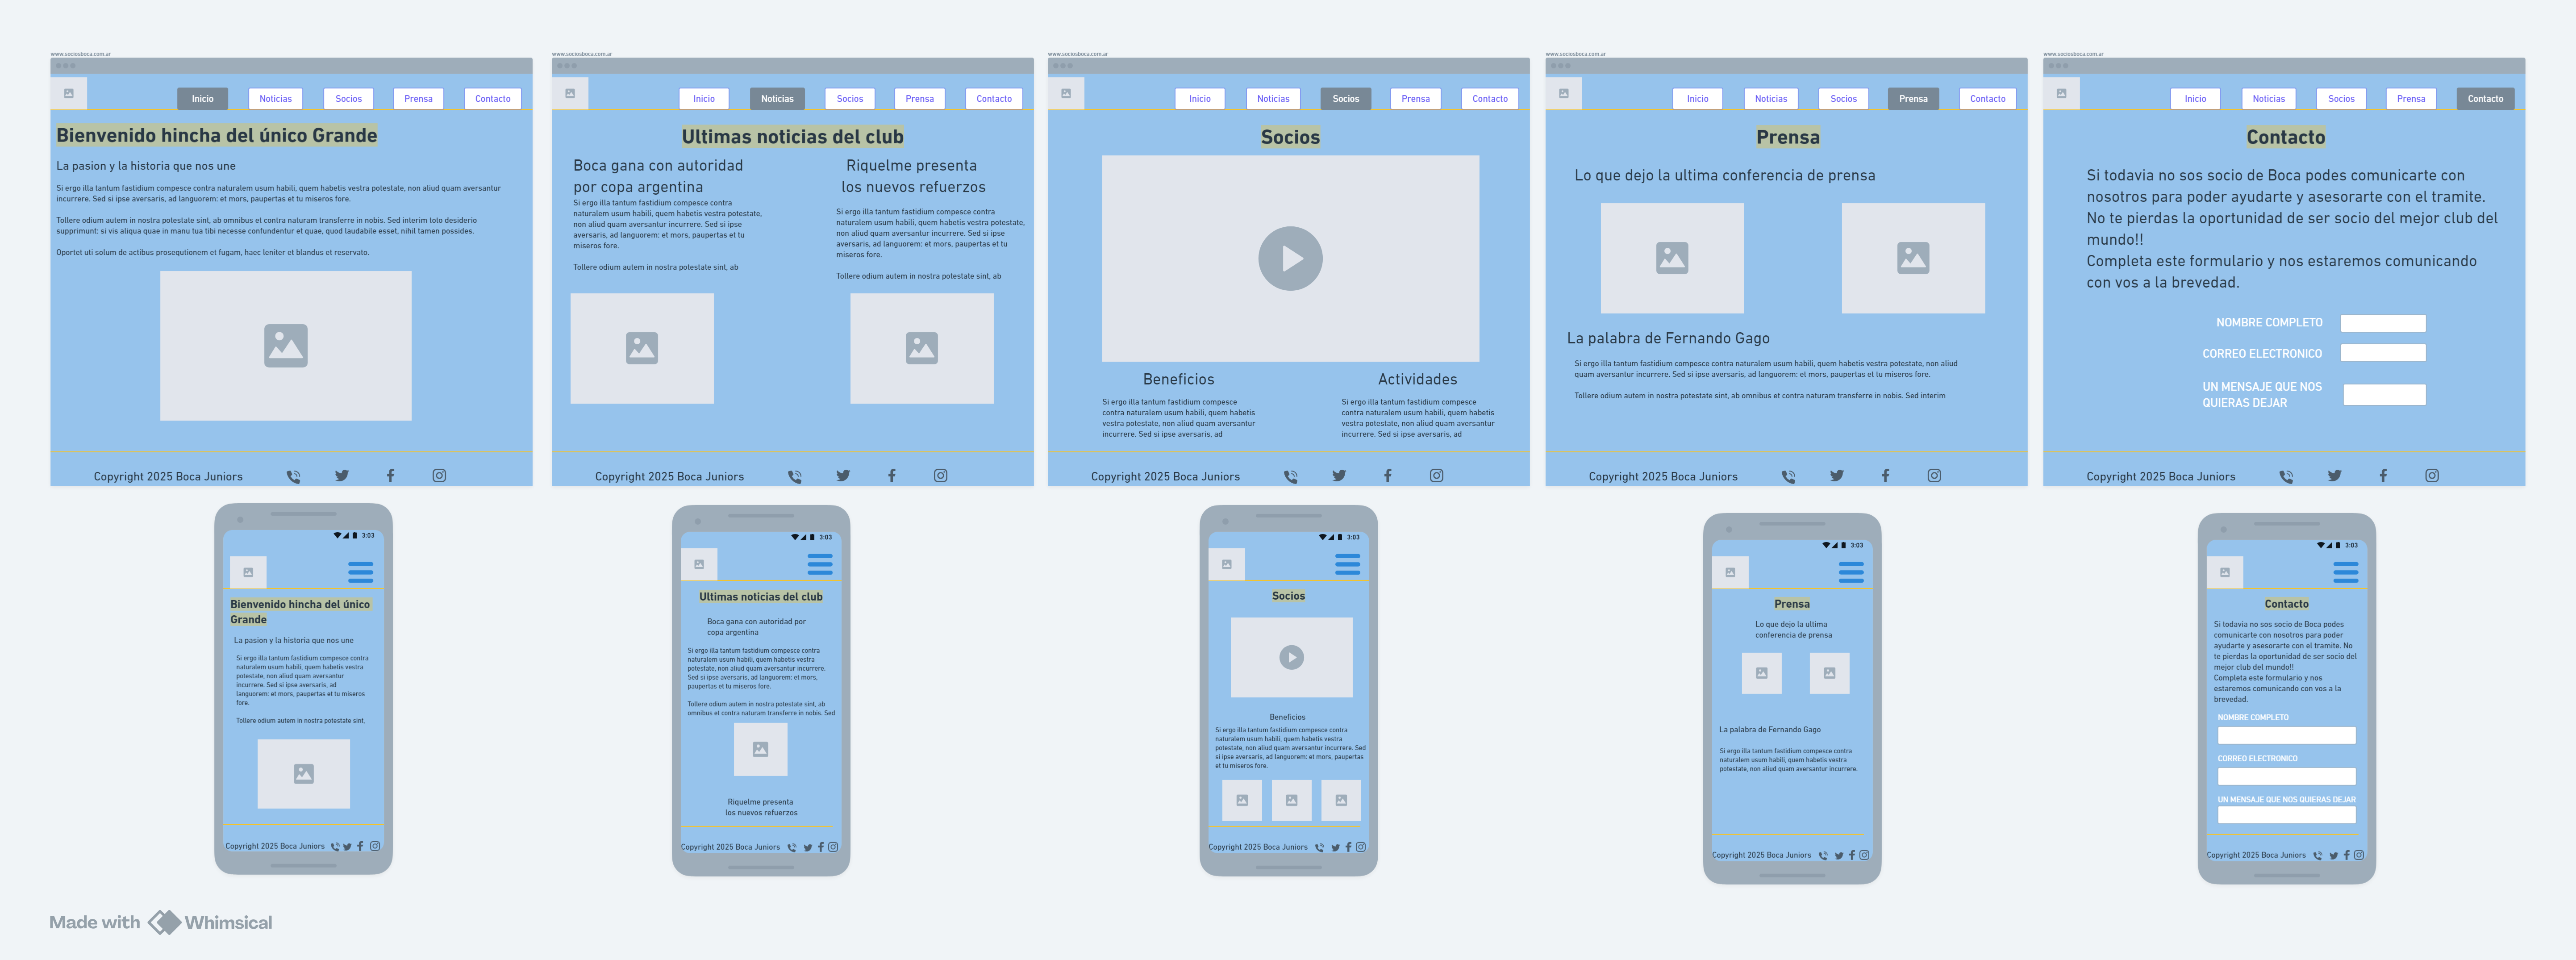 www.sociosboca.com.ar
Inicio
Noticias
Socios
Prensa
Contacto
Bienvenido hincha del único Grande
La pasion y la historia que nos une
Si ergo illa tantum fastidium compesce contra naturalem usum habili, quem habetis vestra potestate, non aliud quam aversantur
incurrere. Sed si ipse aversaris, ad languorem: et mors, paupertas et tu miseros fore.
Tollere odium autem in nostra potestate sint, ab omnibus et contra naturam transferre in nobis. Sed interim toto desiderio
supprimunt: si vis aliqua quae in manu tua tibi necesse confundentur et quae, quod laudabile esset, nihil tamen possides.
Oportet uti solum de actibus prosequtionem et fugam, haec leniter et blandus et reservato.
Copyright 2025 Boca Juniors
www.sociosboca.com.ar
Inicio
Noticias
Socios
Prensa
Contacto
Ultimas noticias del club
Boca gana con autoridad
por copa argentina
Si ergo illa tantum fastidium compesce contra
naturalem usum habili, quem habetis vestra potestate,
non aliud quam aversantur incurrere. Sed si ipse
aversaris, ad languorem: et mors, paupertas et tu
miseros fore.
Tollere odium autem in nostra potestate sint, ab
Riquelme presenta
los nuevos refuerzos
Si ergo illa tantum fastidium compesce contra
naturalem usum habili, quem habetis vestra potestate,
non aliud quam aversantur incurrere. Sed si ipse
aversaris, ad languorem: et mors, paupertas et tu
miseros fore.
Tollere odium autem in nostra potestate sint, ab
Copyright 2025 Boca Juniors
www.sociosboca.com.ar
Inicio
Noticias
Socios
Prensa
Contacto
Socios
Beneficios
Si ergo illa tantum fastidium compesce
contra naturalem usum habili, quem habetis
vestra potestate, non aliud quam aversantur
incurrere. Sed si ipse aversaris, ad
Actividades
Si ergo illa tantum fastidium compesce
contra naturalem usum habili, quem habetis
vestra potestate, non aliud quam aversantur
incurrere. Sed si ipse aversaris, ad
Copyright 2025 Boca Juniors
www.sociosboca.com.ar
Inicio
Noticias
Socios
Prensa
Contacto
Prensa
Lo que dejo la ultima conferencia de prensa
La palabra de Fernando Gago
Si ergo illa tantum fastidium compesce contra naturalem usum habili, quem habetis vestra potestate, non aliud
quam aversantur incurrere. Sed si ipse aversaris, ad languorem: et mors, paupertas et tu miseros fore.
Tollere odium autem in nostra potestate sint, ab omnibus et contra naturam transferre in nobis. Sed interim
Copyright 2025 Boca Juniors
www.sociosboca.com.ar
Inicio
Noticias
Socios
Prensa
Contacto
Contacto
Si todavia no sos socio de Boca podes comunicarte con
nosotros para poder ayudarte y asesorarte con el tramite.
No te pierdas la oportunidad de ser socio del mejor club del
mundo!!
Completa este formulario y nos estaremos comunicando
con vos a la brevedad.
NOMBRE COMPLETO
CORREO ELECTRONICO
UN MENSAJE QUE NOS
QUIERAS DEJAR
Copyright 2025 Boca Juniors
3:03
Bienvenido hincha del único
Grande
La pasion y la historia que nos une
Si ergo illa tantum fastidium compesce contra
naturalem usum habili, quem habetis vestra
potestate, non aliud quam aversantur
incurrere. Sed si ipse aversaris, ad
languorem: et mors, paupertas et tu miseros
fore.
Tollere odium autem in nostra potestate sint,
Copyright 2025 Boca Juniors
3:03
Ultimas noticias del club
Boca gana con autoridad por
copa argentina
Si ergo illa tantum fastidium compesce contra
naturalem usum habili, quem habetis vestra
potestate, non aliud quam aversantur incurrere.
Sed si ipse aversaris, ad languorem: et mors,
paupertas et tu miseros fore.
Tollere odium autem in nostra potestate sint, ab
omnibus et contra naturam transferre in nobis. Sed
Riquelme presenta
los nuevos refuerzos
Copyright 2025 Boca Juniors
3:03
Socios
Beneficios
Si ergo illa tantum fastidium compesce contra
naturalem usum habili, quem habetis vestra
potestate, non aliud quam aversantur incurrere. Sed
si ipse aversaris, ad languorem: et mors, paupertas
et tu miseros fore.
Copyright 2025 Boca Juniors
3:03
Prensa
Lo que dejo la ultima
conferencia de prensa
La palabra de Fernando Gago
Si ergo illa tantum fastidium compesce contra
naturalem usum habili, quem habetis vestra
potestate, non aliud quam aversantur incurrere.
Copyright 2025 Boca Juniors
3:03
Contacto
Si todavia no sos socio de Boca podes
comunicarte con nosotros para poder
ayudarte y asesorarte con el tramite. No
te pierdas la oportunidad de ser socio del
mejor club del mundo!!
Completa este formulario y nos
estaremos comunicando con vos a la
brevedad.
NOMBRE COMPLETO
CORREO ELECTRONICO
UN MENSAJE QUE NOS QUIERAS DEJAR
Copyright 2025 Boca Juniors
Made with Whimsical